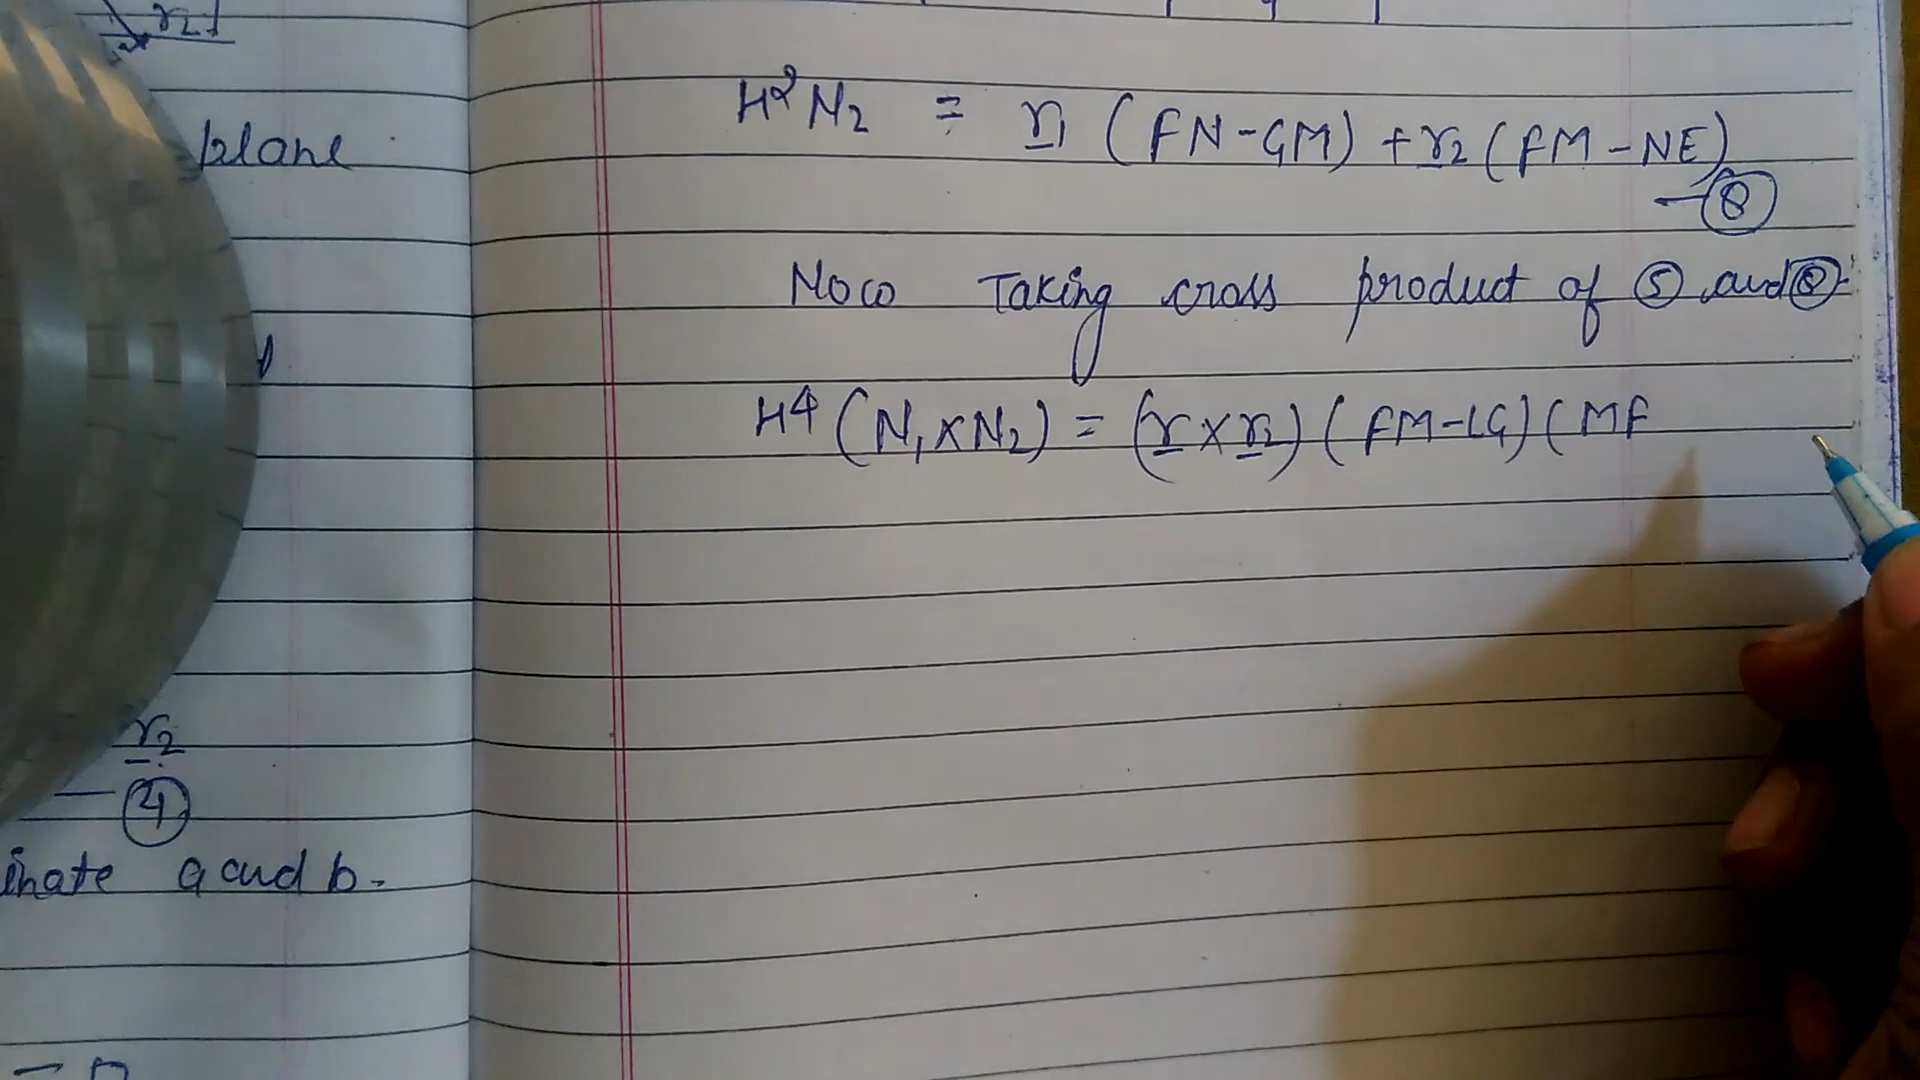 r2
plane
r2
4
inate a and b.
H²N2 = r1 (FN-GM) + r2 (FM-NE)
— 8
Now Taking cross product of 5 and 8
H4 (N1 × N2) = (r × r2) (FM-LG) (MF